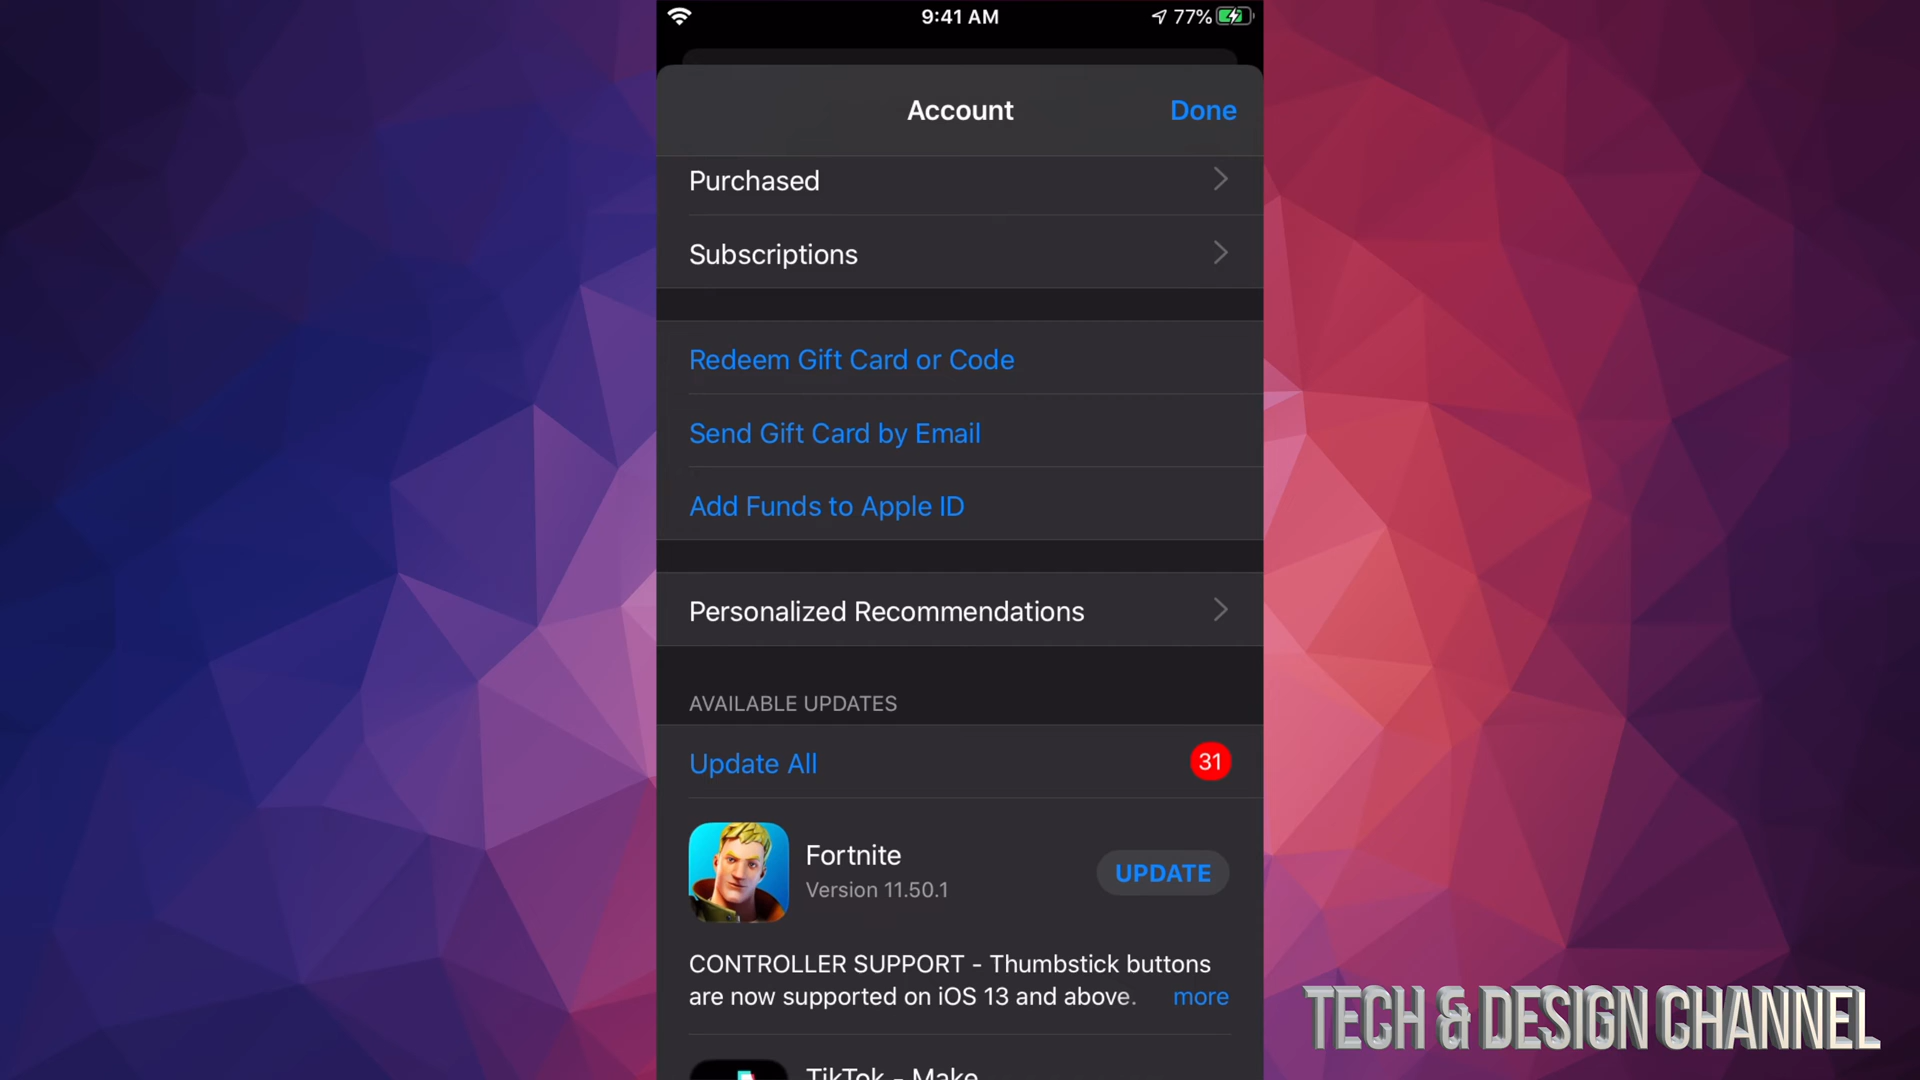 9:41 AM
77%
Account
Done
Purchased
Subscriptions
Redeem Gift Card or Code
Send Gift Card by Email
Add Funds to Apple ID
Personalized Recommendations
AVAILABLE UPDATES
Update All
31
Fortnite
Version 11.50.1
UPDATE
CONTROLLER SUPPORT - Thumbstick buttons
are now supported on iOS 13 and above. more
TikTok - Make
TECH & DESIGN CHANNEL